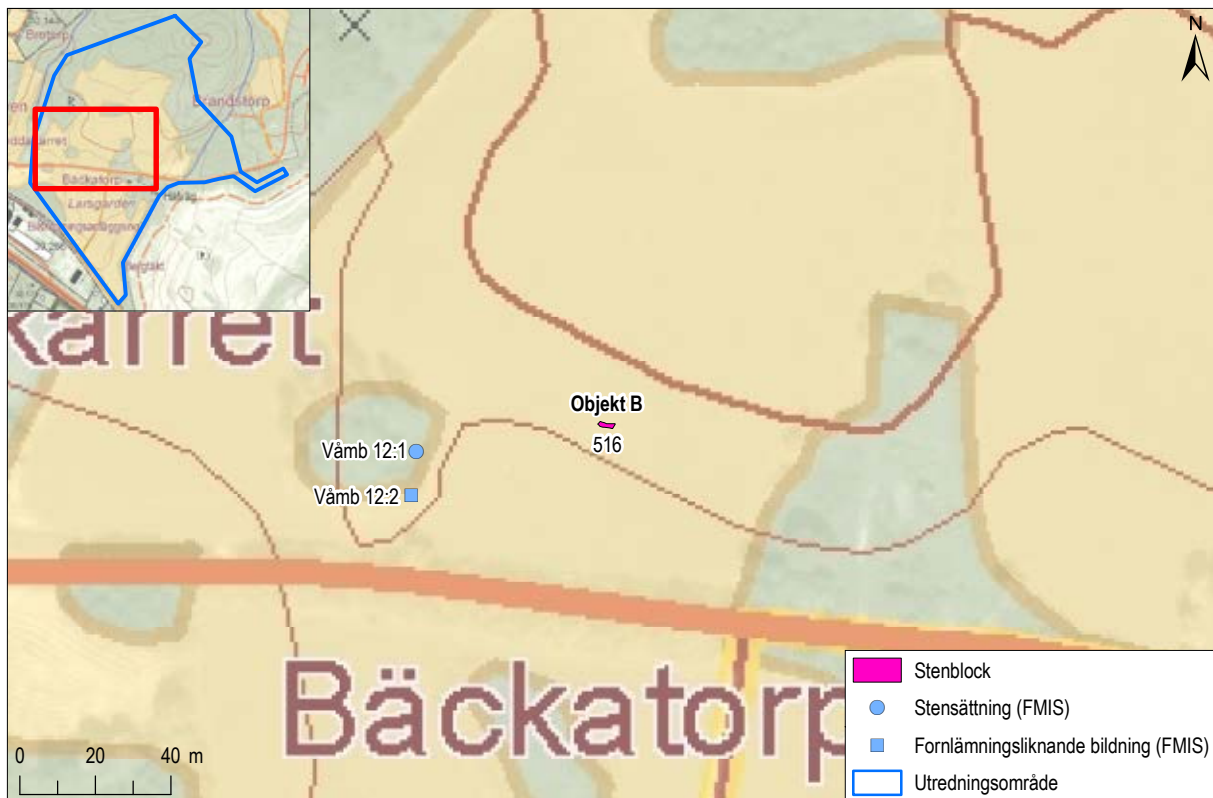 Brotorp
Brandstorp
Bäckatorp
Larsgården
N
Objekt B
516
Våmb 12:1
Våmb 12:2
Bäckatorp
0 20 40 m
Stenblock
Stensättning (FMIS)
Fornlämningsliknande bildning (FMIS)
Utredningsområde